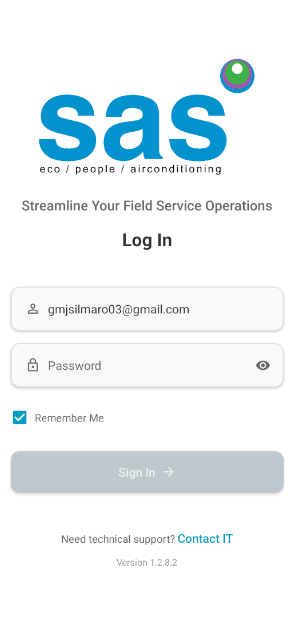 sas
eco / people / airconditioning
Streamline Your Field Service Operations
Log In
gmjsilmaro03@gmail.com
Password
Remember Me
Sign In →
Need technical support? Contact IT
Version 1.2.8.2